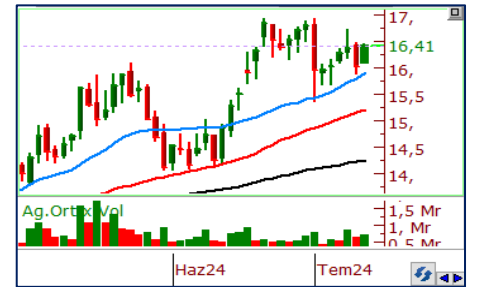 17,
16,41
16,
15,5
15,
14,5
14,
Ag.Ort x Vol
1,5 Mr
1, Mr
0,5 Mr
Haz24 Tem24